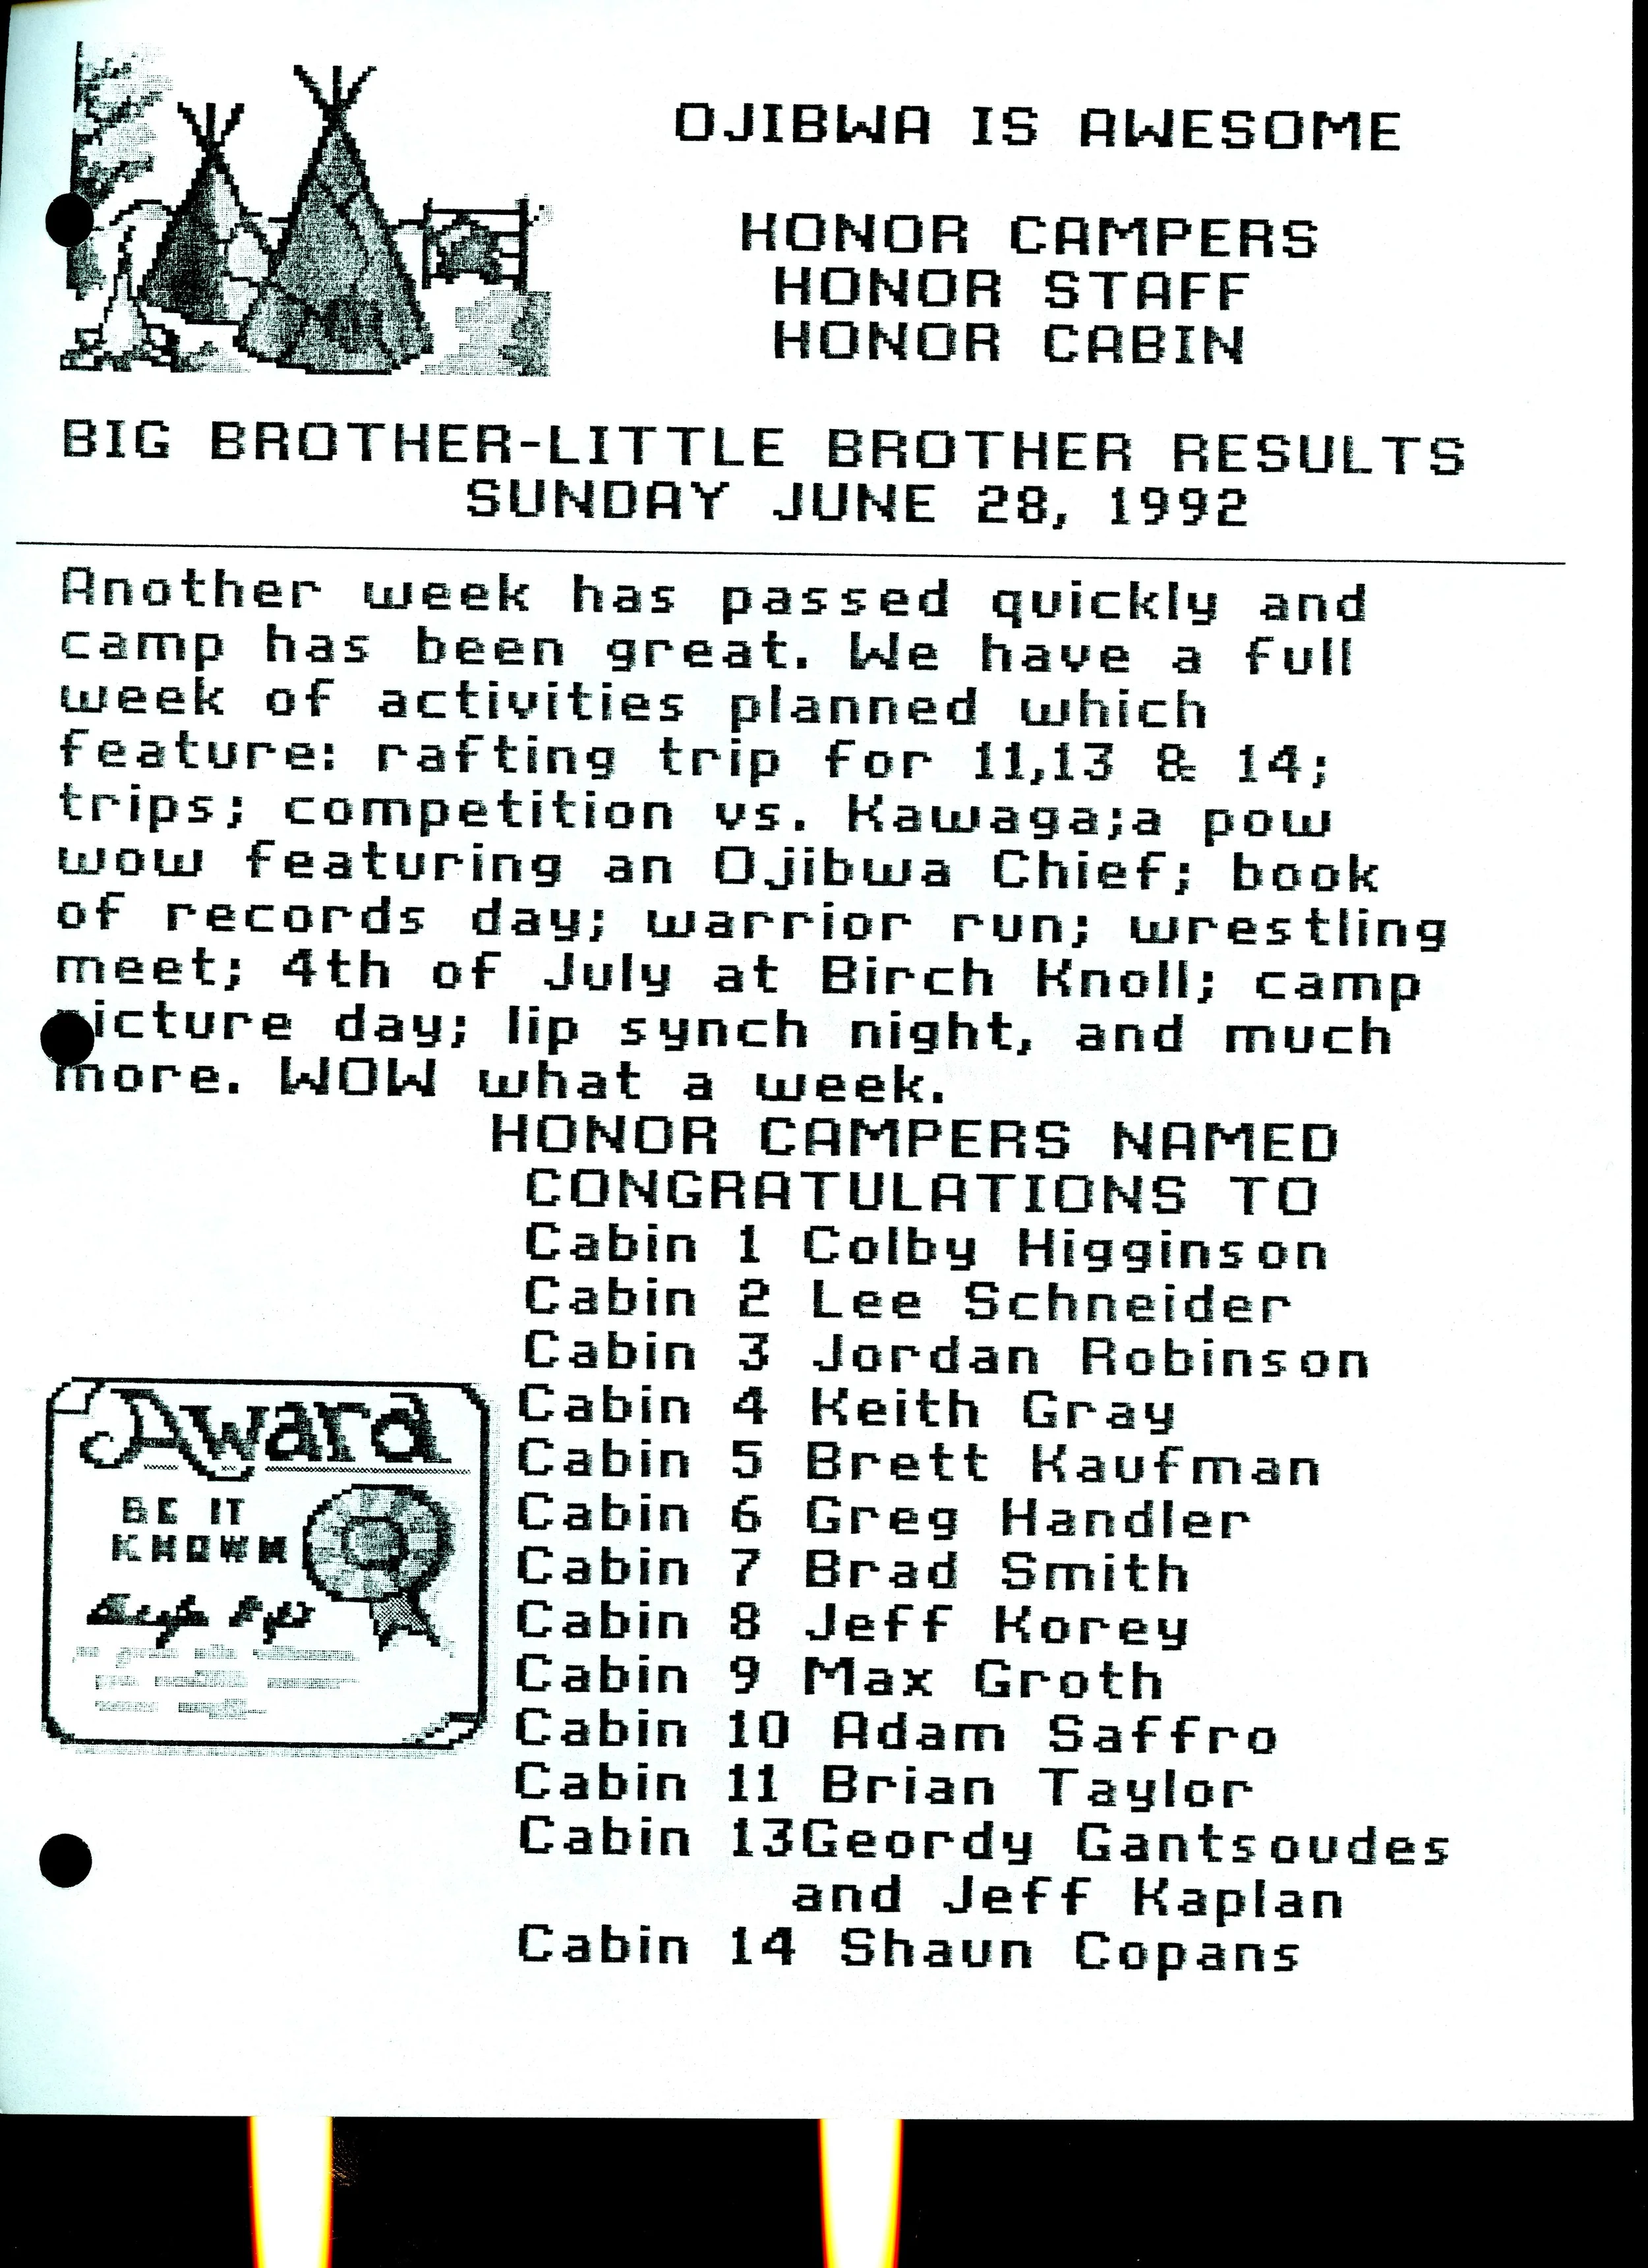 OJIBWA IS AWESOME
HONOR CAMPERS
HONOR STAFF
HONOR CABIN
BIG BROTHER-LITTLE BROTHER RESULTS
SUNDAY JUNE 28, 1992
Another week has passed quickly and
camp has been great. We have a full
week of activities planned which
feature: rafting trip for 11,13 & 14;
trips; competition vs. Kawaga;a pow
wow featuring an Ojibwa Chief; book
of records day; warrior run; wrestling
meet; 4th of July at Birch Knoll; camp
picture day; lip synch night, and much
more. WOW what a week.
HONOR CAMPERS NAMED
CONGRATULATIONS TO
Cabin 1 Colby Higginson
Cabin 2 Lee Schneider
Cabin 3 Jordan Robinson
Cabin 4 Keith Gray
Cabin 5 Brett Kaufman
Cabin 6 Greg Handler
Cabin 7 Brad Smith
Cabin 8 Jeff Korey
Cabin 9 Max Groth
Cabin 10 Adam Saffro
Cabin 11 Brian Taylor
Cabin 13Geordy Gantsoudes
and Jeff Kaplan
Cabin 14 Shaun Copans
Award
BE IT
KNOWN